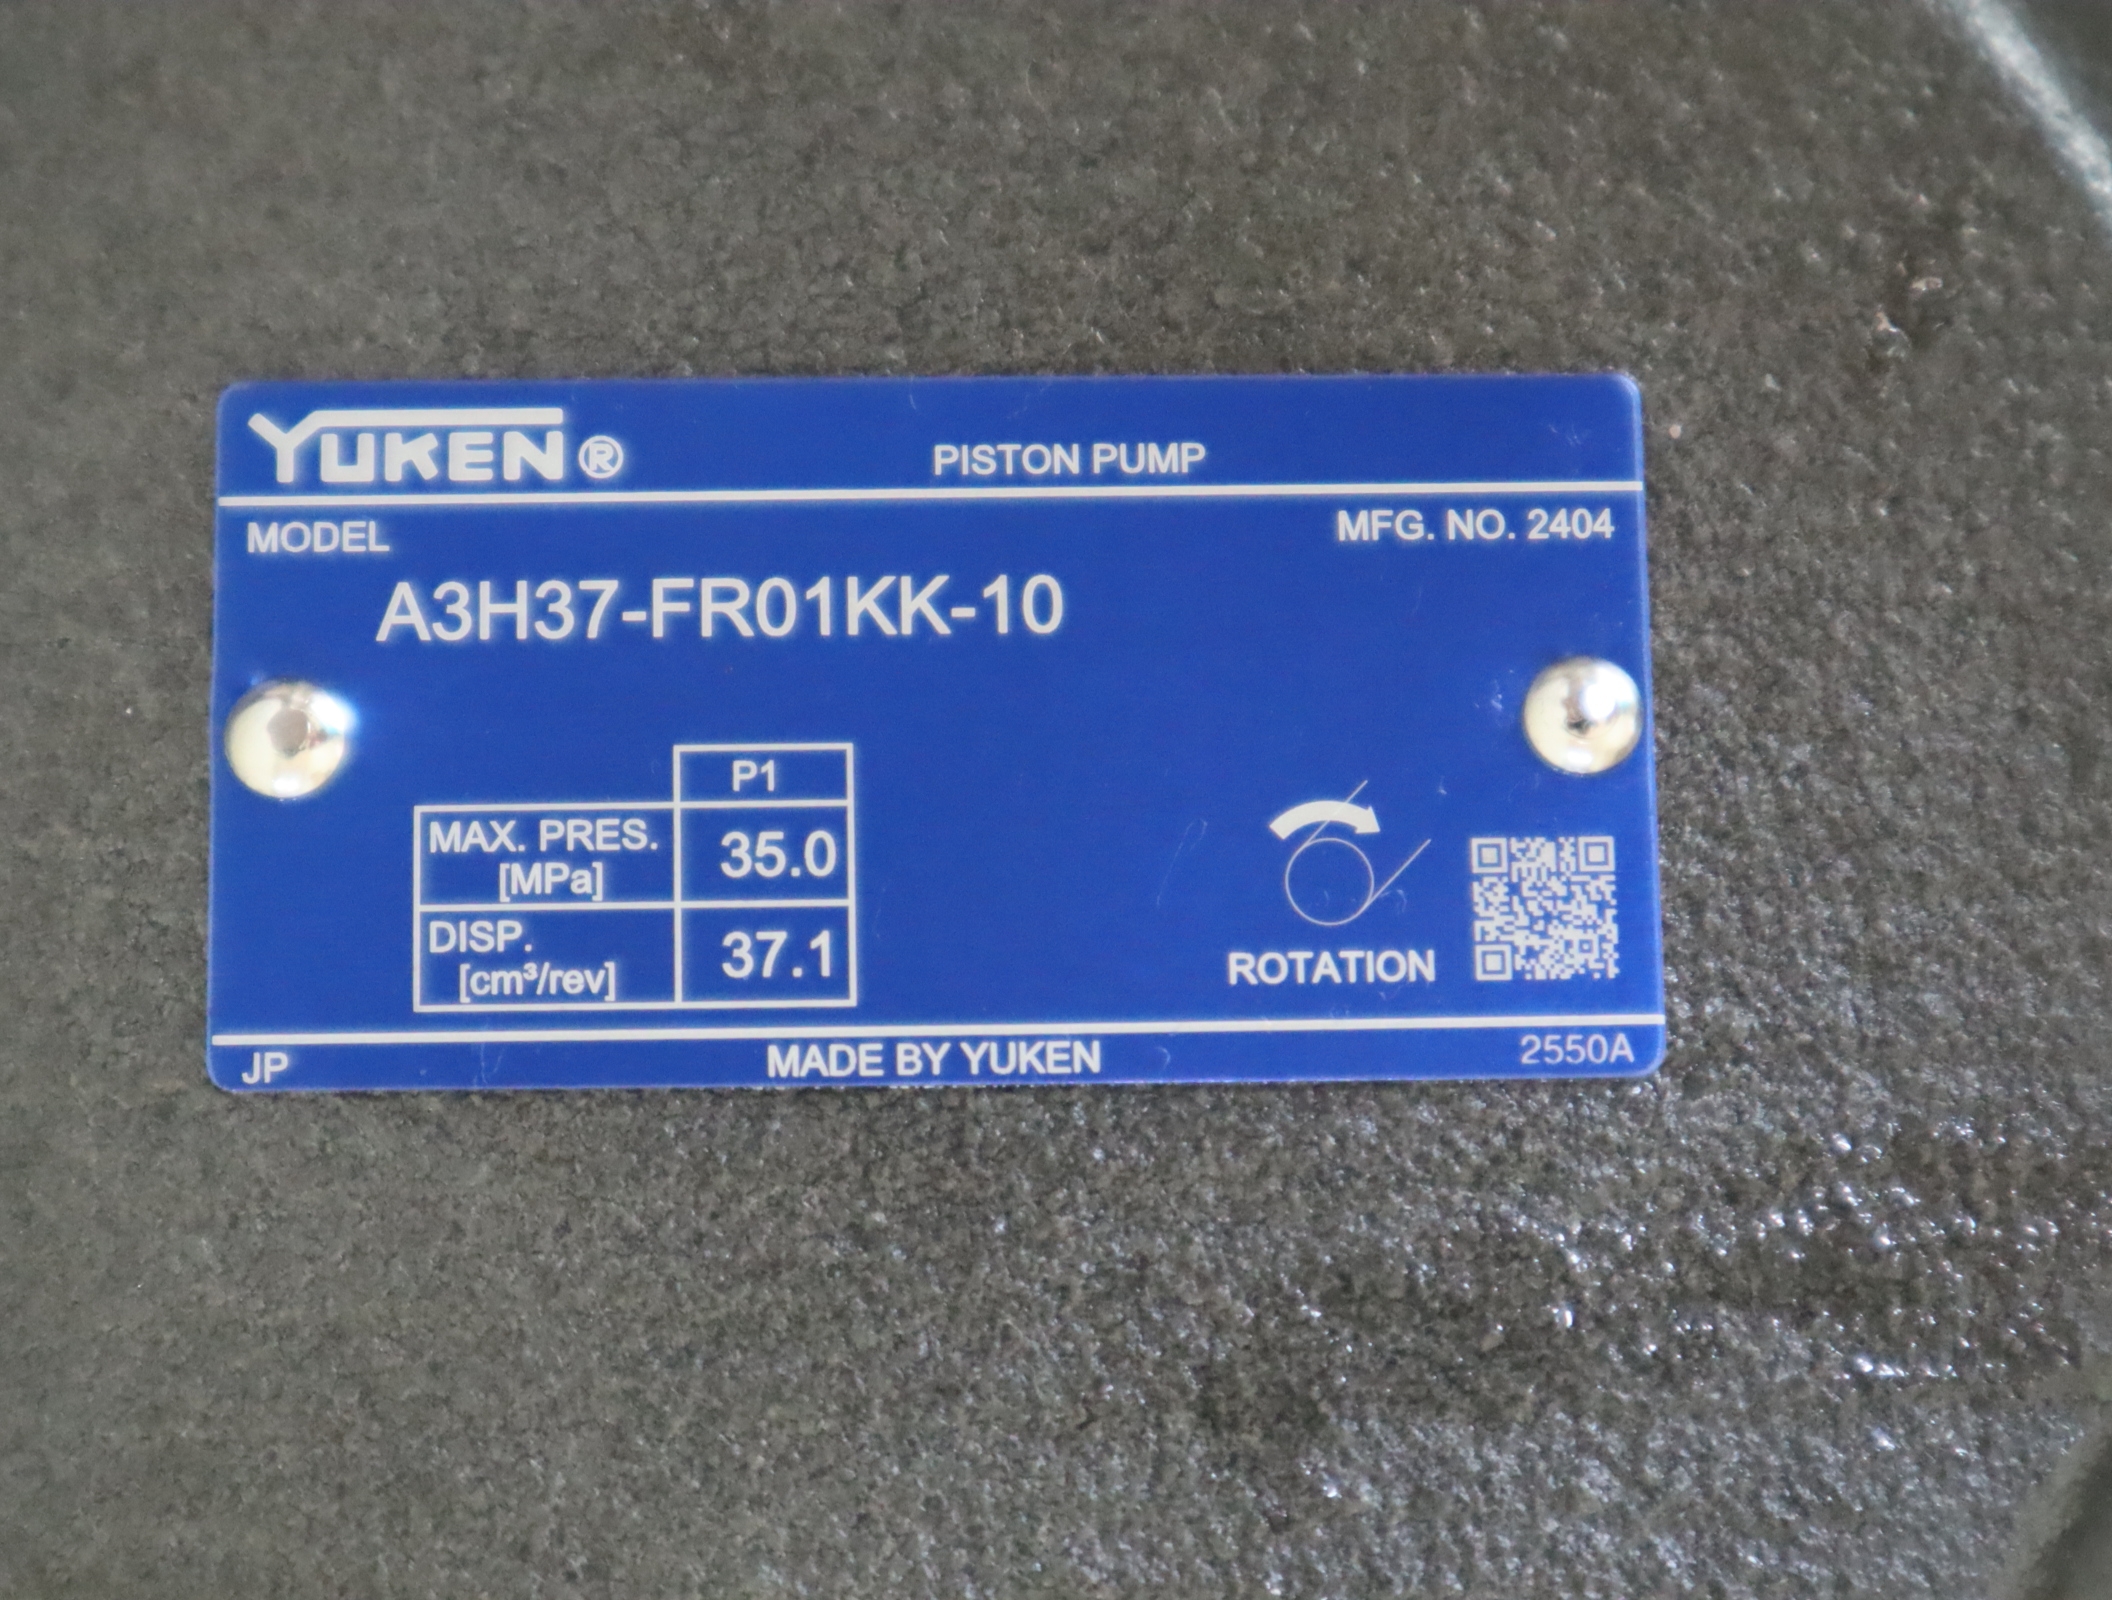 YUKEN®
PISTON PUMP
MODEL
MFG. NO. 2404
A3H37-FR01KK-10
P1
MAX. PRES.
[MPa]
35.0
DISP.
[cm³/rev]
37.1
ROTATION
JP
MADE BY YUKEN
2550A